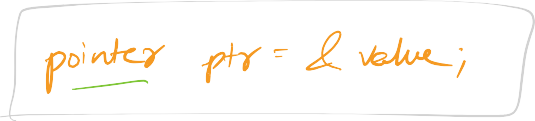 pointer ptr = & value;